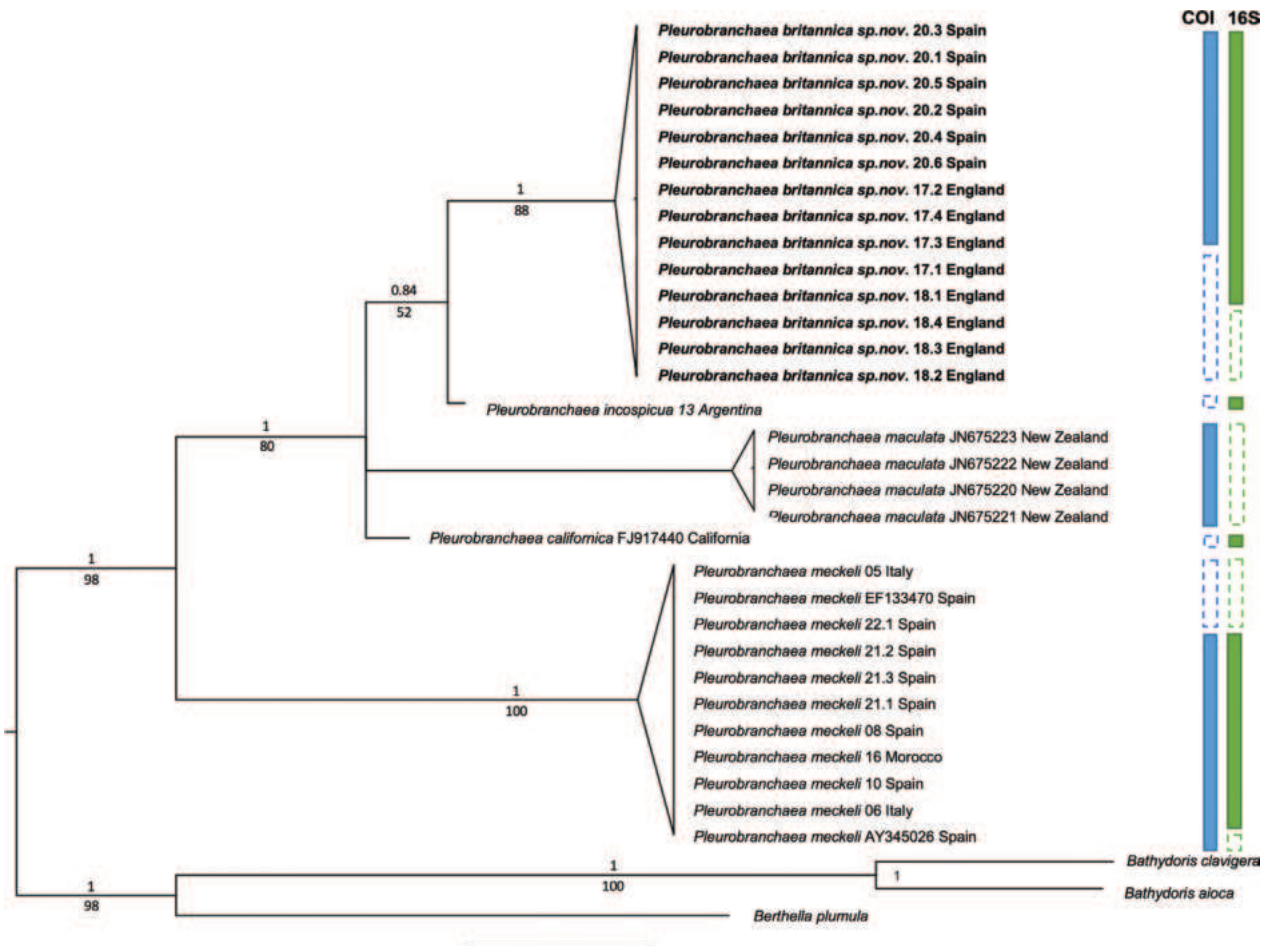 COI 16S
Pleurobranchaea britannica sp.nov. 20.3 Spain
Pleurobranchaea britannica sp.nov. 20.1 Spain
Pleurobranchaea britannica sp.nov. 20.5 Spain
Pleurobranchaea britannica sp.nov. 20.2 Spain
Pleurobranchaea britannica sp.nov. 20.4 Spain
Pleurobranchaea britannica sp.nov. 20.6 Spain
1
Pleurobranchaea britannica sp.nov. 17.2 England
88
Pleurobranchaea britannica sp.nov. 17.4 England
Pleurobranchaea britannica sp.nov. 17.3 England
Pleurobranchaea britannica sp.nov. 17.1 England
0.84
Pleurobranchaea britannica sp.nov. 18.1 England
52
Pleurobranchaea britannica sp.nov. 18.4 England
Pleurobranchaea britannica sp.nov. 18.3 England
Pleurobranchaea britannica sp.nov. 18.2 England
Pleurobranchaea incospicua 13 Argentina
1
80
Pleurobranchaea maculata JN675223 New Zealand
Pleurobranchaea maculata JN675222 New Zealand
Pleurobranchaea maculata JN675220 New Zealand
Pleurobranchaea maculata JN675221 New Zealand
Pleurobranchaea californica FJ917440 California
1
98
Pleurobranchaea meckeli 05 Italy
Pleurobranchaea meckeli EF133470 Spain
Pleurobranchaea meckeli 22.1 Spain
Pleurobranchaea meckeli 21.2 Spain
Pleurobranchaea meckeli 21.3 Spain
1
100
Pleurobranchaea meckeli 21.1 Spain
Pleurobranchaea meckeli 08 Spain
Pleurobranchaea meckeli 16 Morocco
Pleurobranchaea meckeli 10 Spain
Pleurobranchaea meckeli 06 Italy
Pleurobranchaea meckeli AY345026 Spain
1
100
Bathydoris clavigera
1
1
98
Bathydoris aioca
Berthella plumula